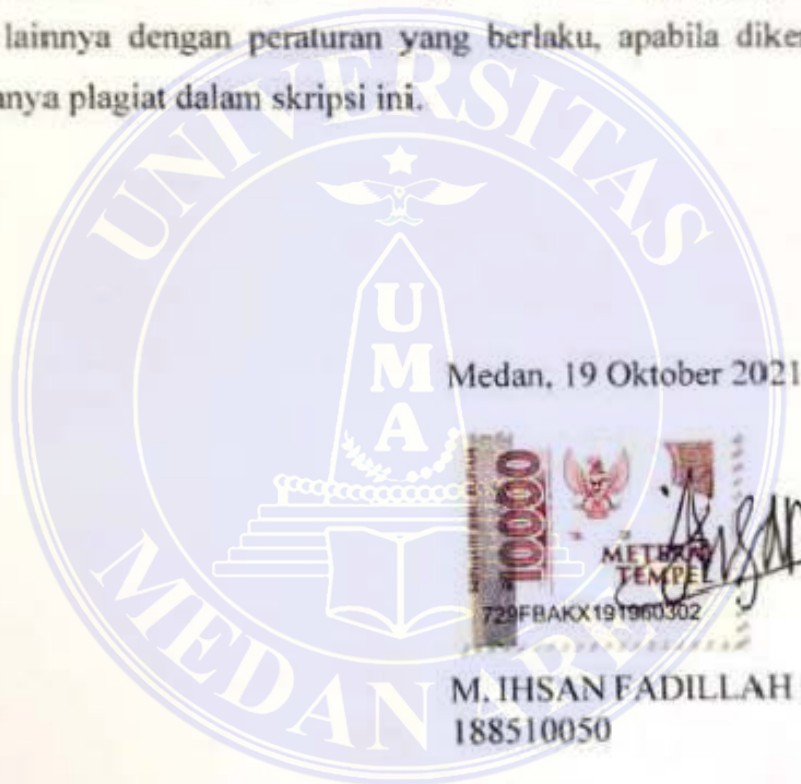 lainnya dengan peraturan yang berlaku, apabila
anya plagiat dalam skripsi ini.
UNIVERSITAS
UMA
MEDAN AREA
Medan, 19 Oktober 2021
10000
METERAI
TEMPEL
729FBAKX191960302
M. IHSAN FADILLAH
188510050